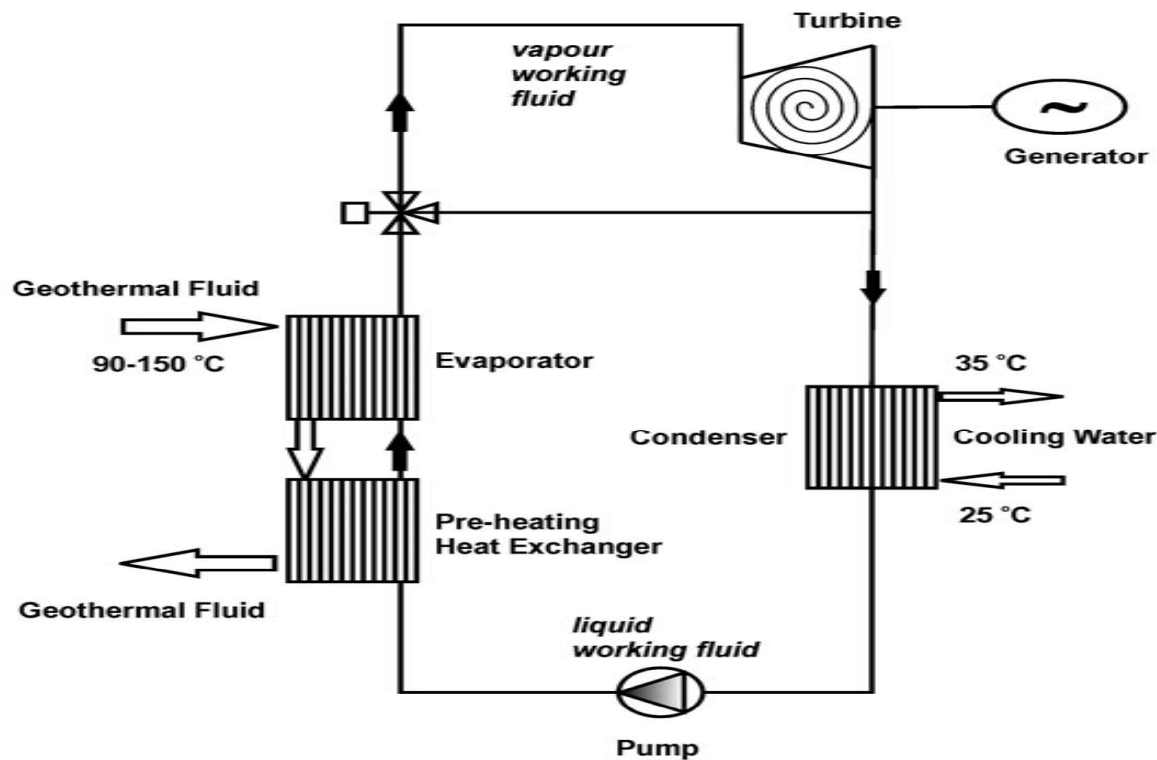 Turbine
vapour
working
fluid
~
Generator
Geothermal Fluid
90-150 °C
Evaporator
35 °C
Condenser
Cooling Water
25 °C
Pre-heating
Heat Exchanger
Geothermal Fluid
liquid
working fluid
Pump